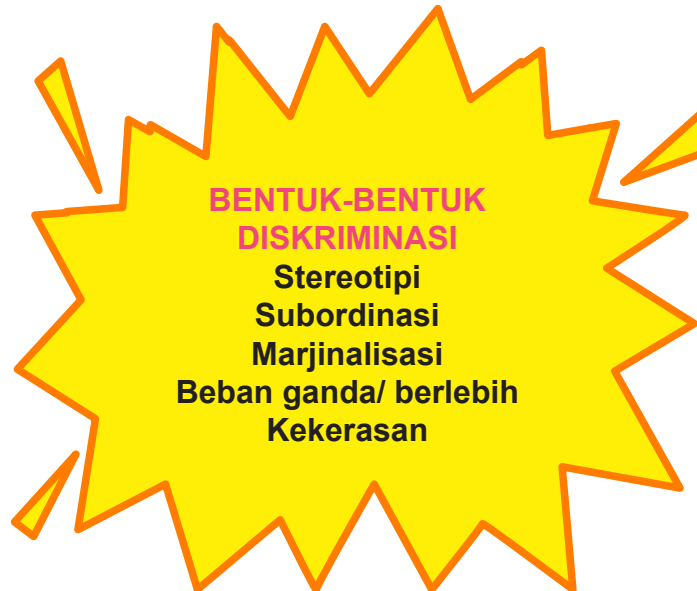 BENTUK-BENTUK
DISKRIMINASI
Stereotipi
Subordinasi
Marjinalisasi
Beban ganda/ berlebih
Kekerasan